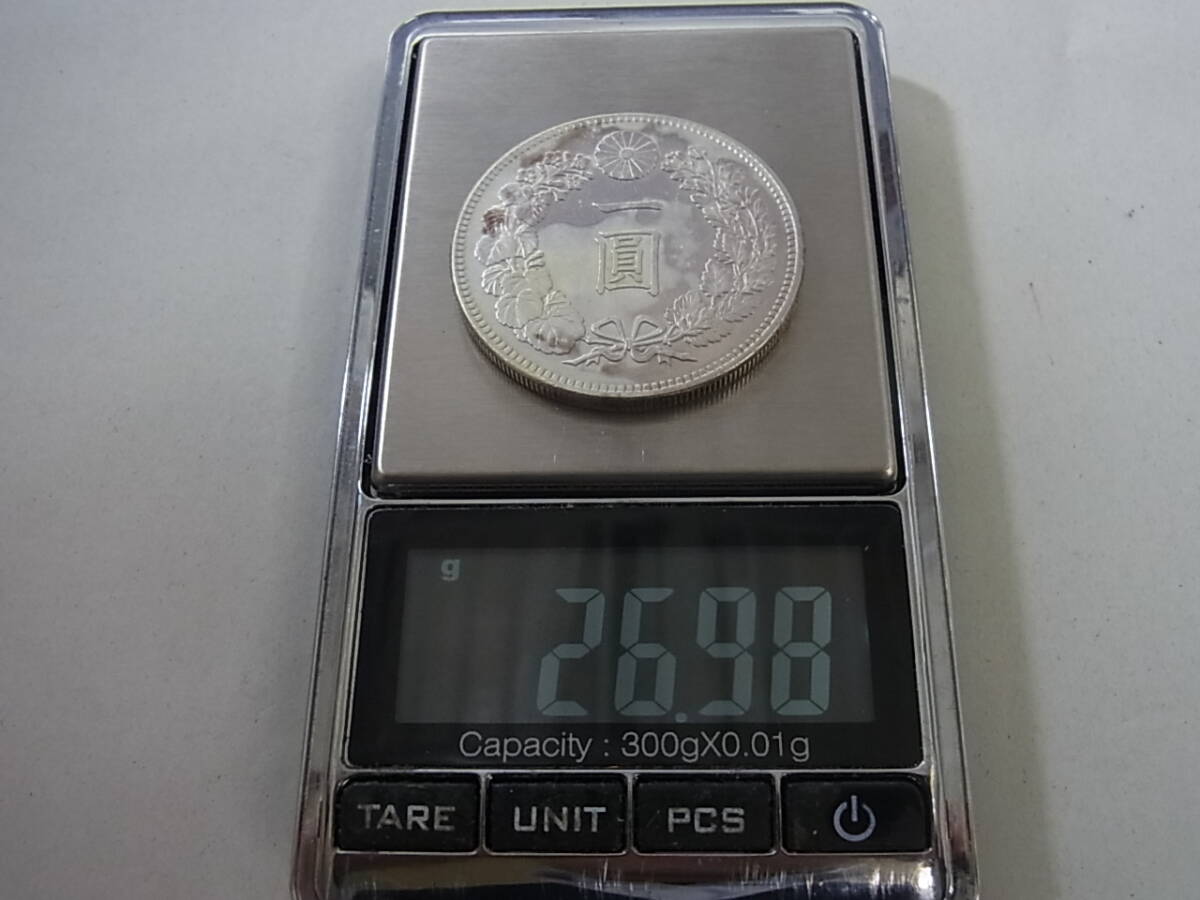 一
圓
g
26.98
Capacity : 300gX0.01g
TARE UNIT PCS